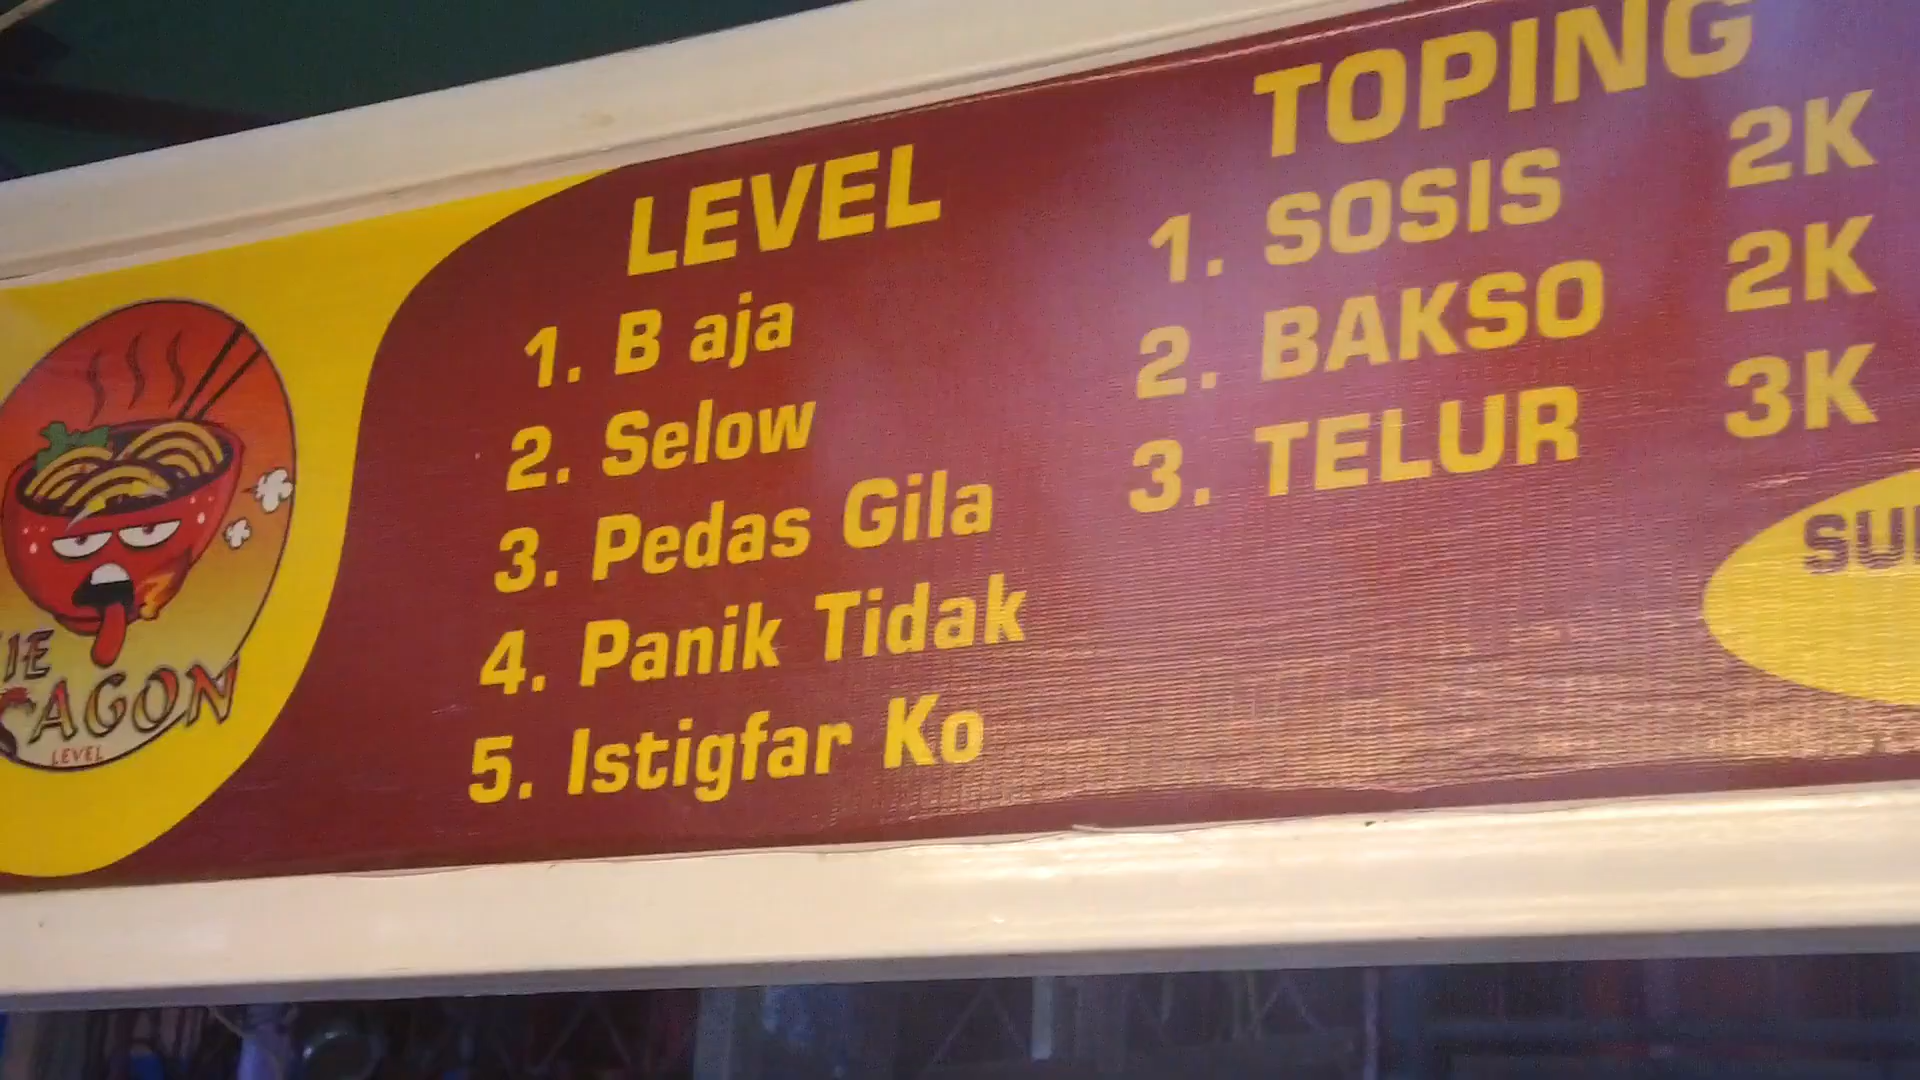 LEVEL
1. B aja
2. Selow
3. Pedas Gila
4. Panik Tidak
5. Istigfar Ko
TOPING
1. SOSIS 2K
2. BAKSO 2K
3. TELUR 3K
LEVEL